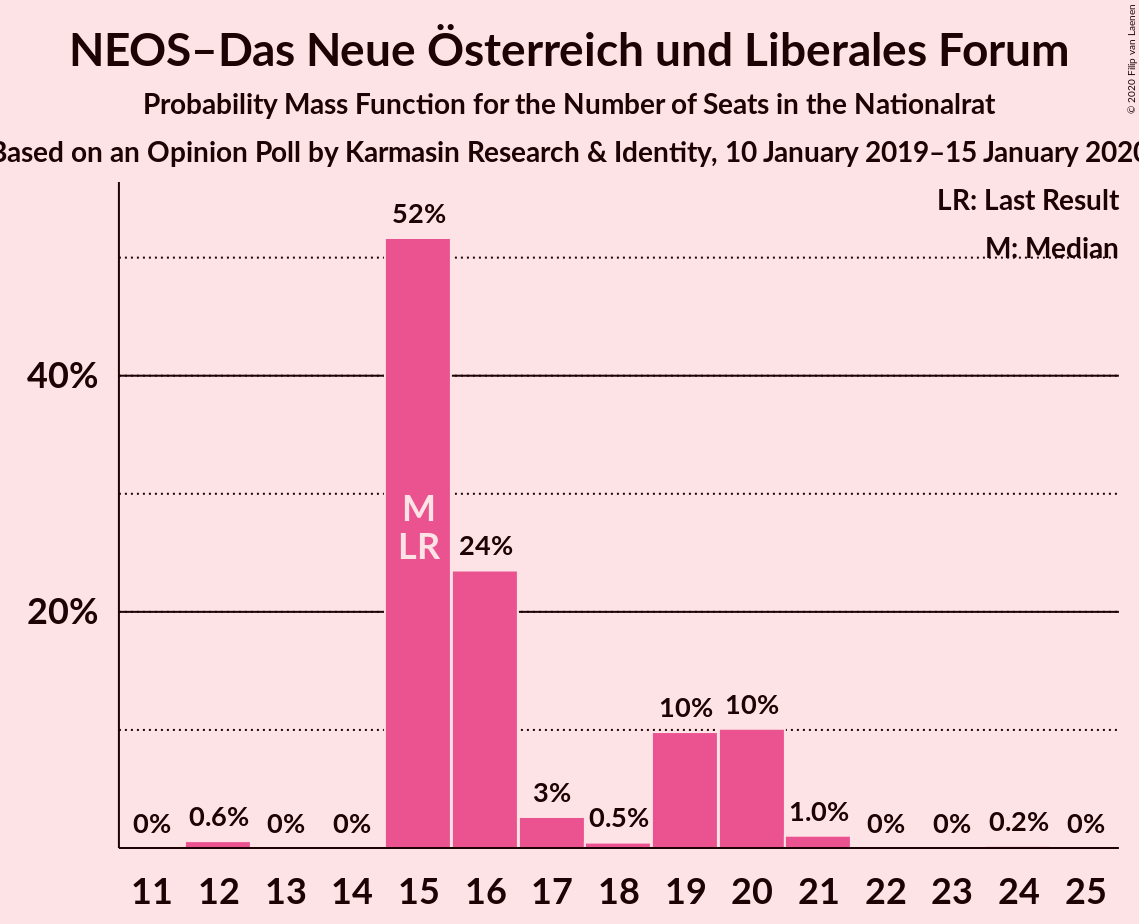 NEOS–Das Neue Österreich und Liberales Forum
Probability Mass Function for the Number of Seats in the Nationalrat
Based on an Opinion Poll by Karmasin Research & Identity, 10 January 2019–15 January 2020
© 2020 Filip van Laenen
LR: Last Result
M: Median
52%
40%
M
LR
24%
20%
10%
10%
3%
0%
0.6%
0%
0%
0.5%
1.0%
0%
0%
0.2%
0%
11 12 13 14 15 16 17 18 19 20 21 22 23 24 25